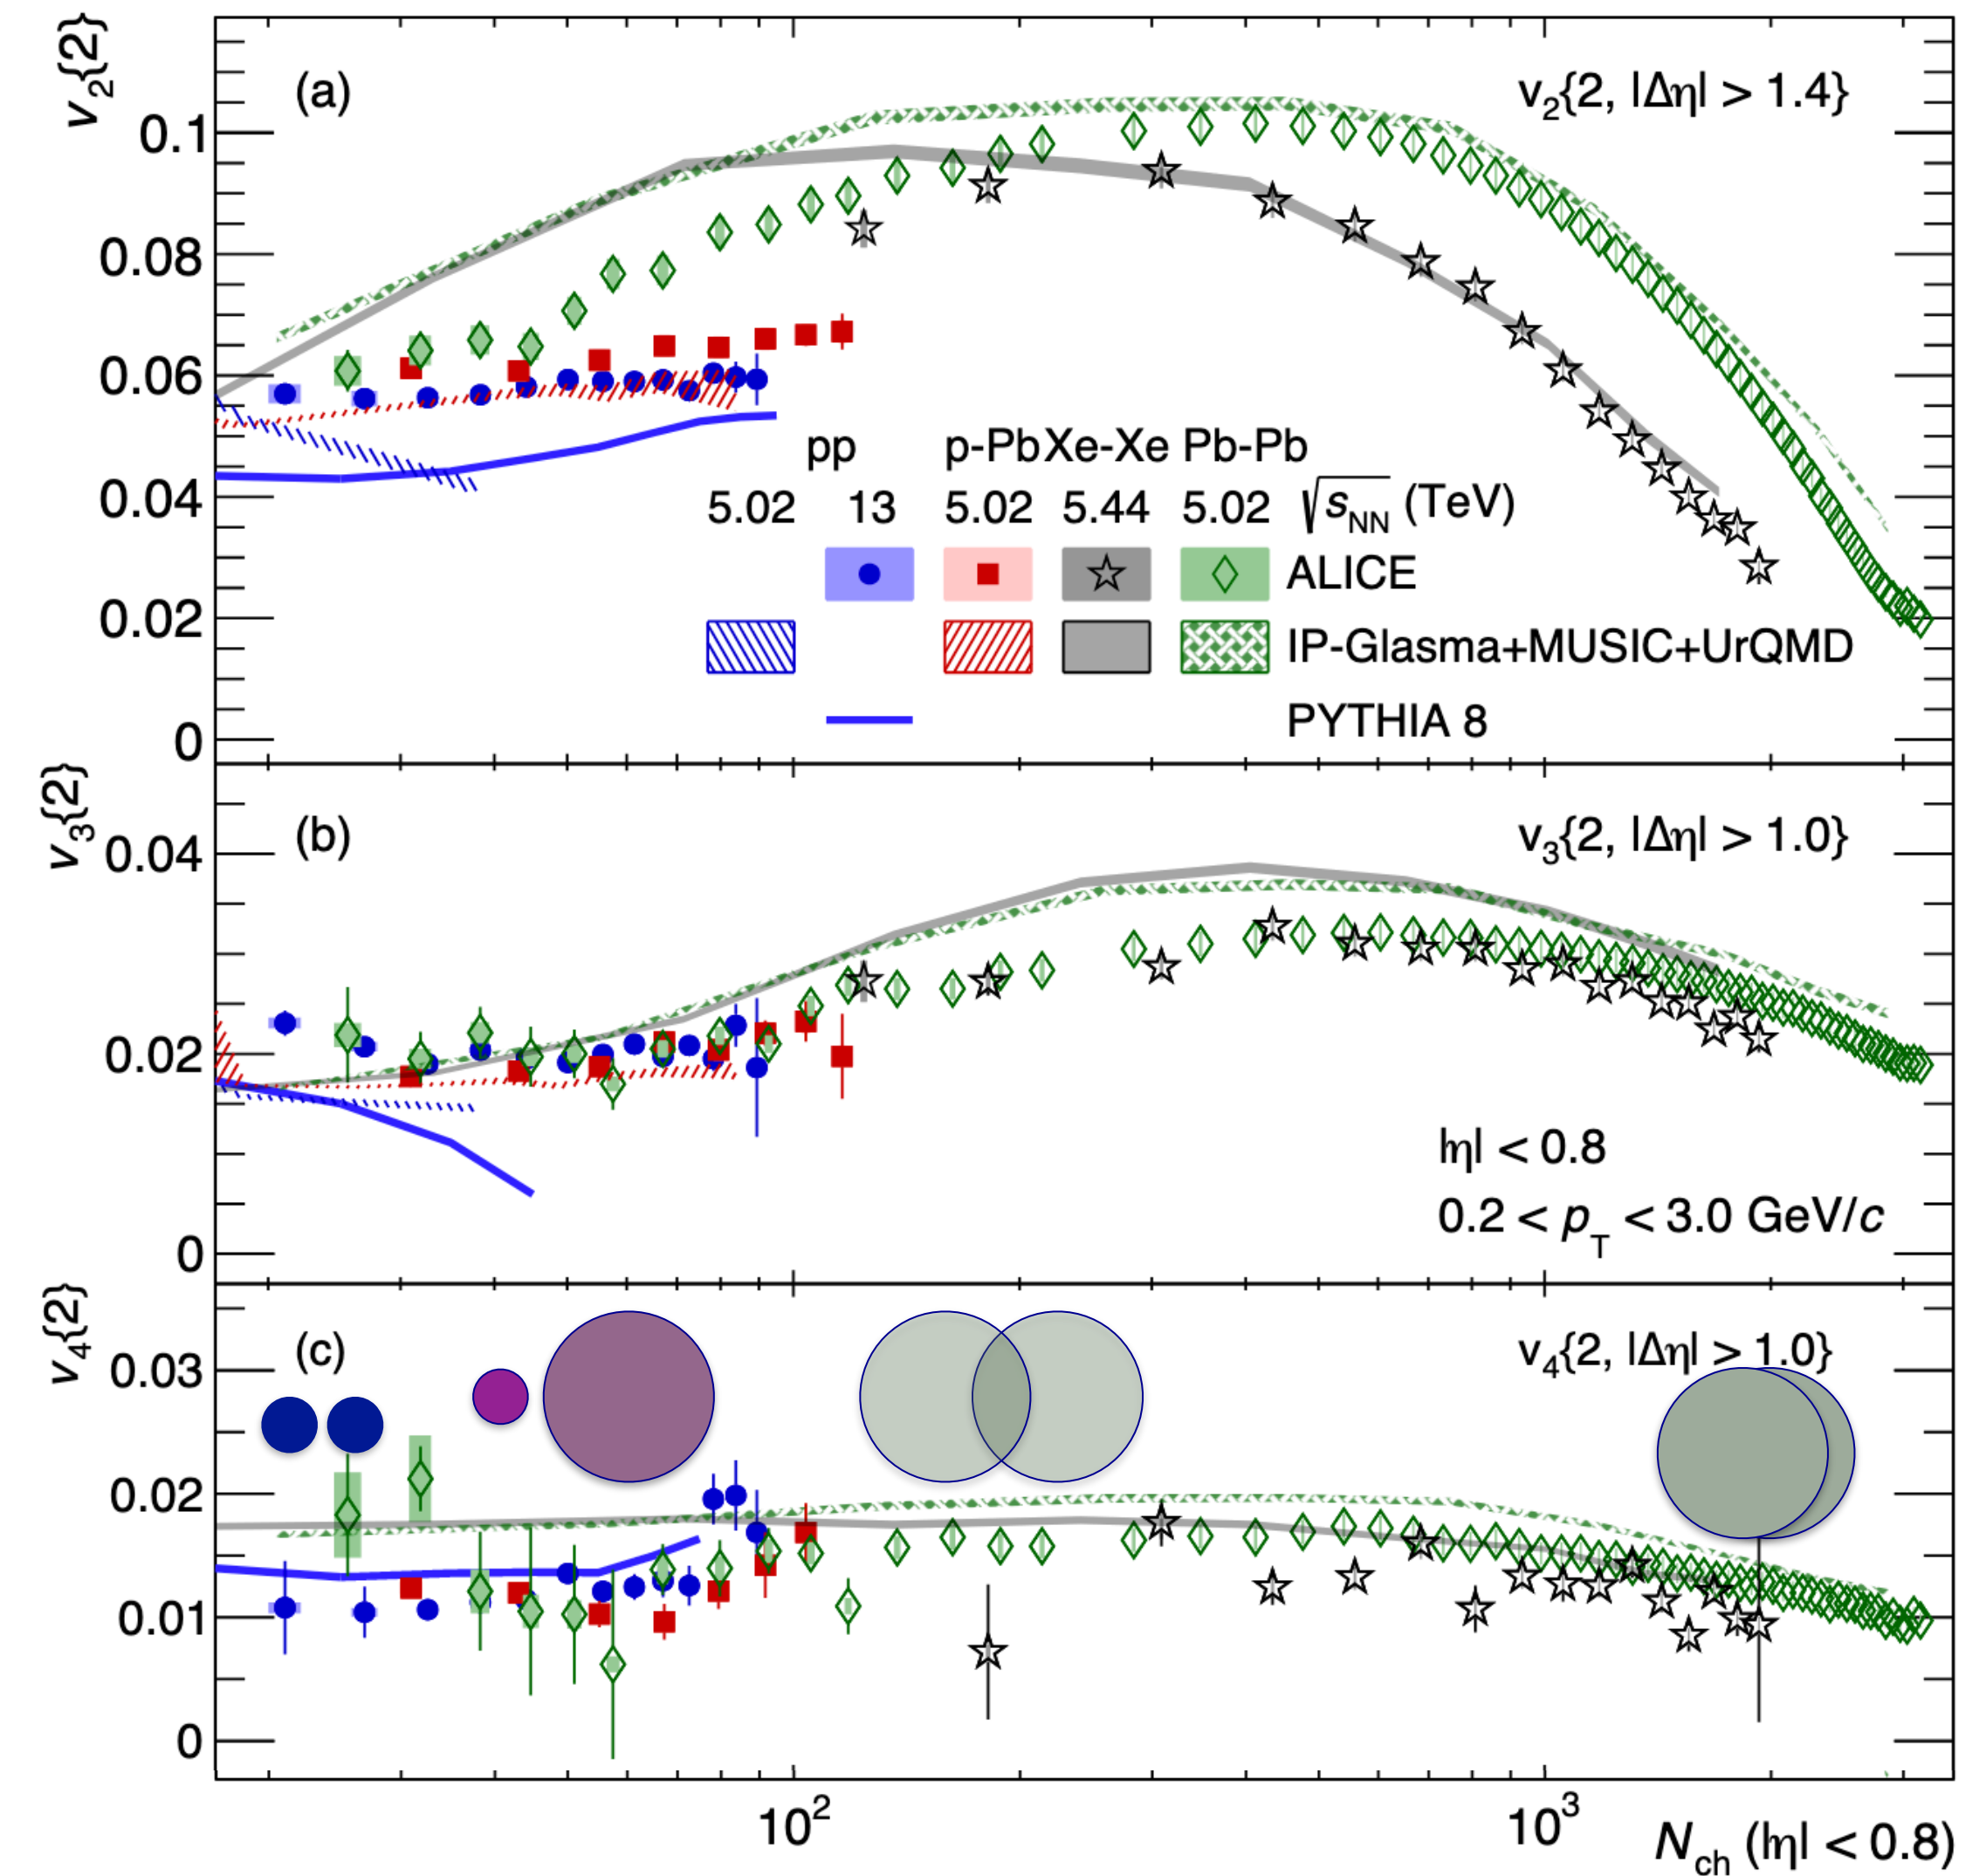 v2{2}
(a)
v2{2, |Δη| > 1.4}
0.1
0.08
0.06
0.04
0.02
0
pp p-Pb Xe-Xe Pb-Pb
5.02 13 5.02 5.44 5.02 √sNN (TeV)
ALICE
IP-Glasma+MUSIC+UrQMD
PYTHIA 8
v3{2}
(b)
v3{2, |Δη| > 1.0}
0.04
0.02
0
|η| < 0.8
0.2 < pT < 3.0 GeV/c
v4{2}
(c)
v4{2, |Δη| > 1.0}
0.03
0.02
0.01
0
10²
10³
Nch (|η| < 0.8)